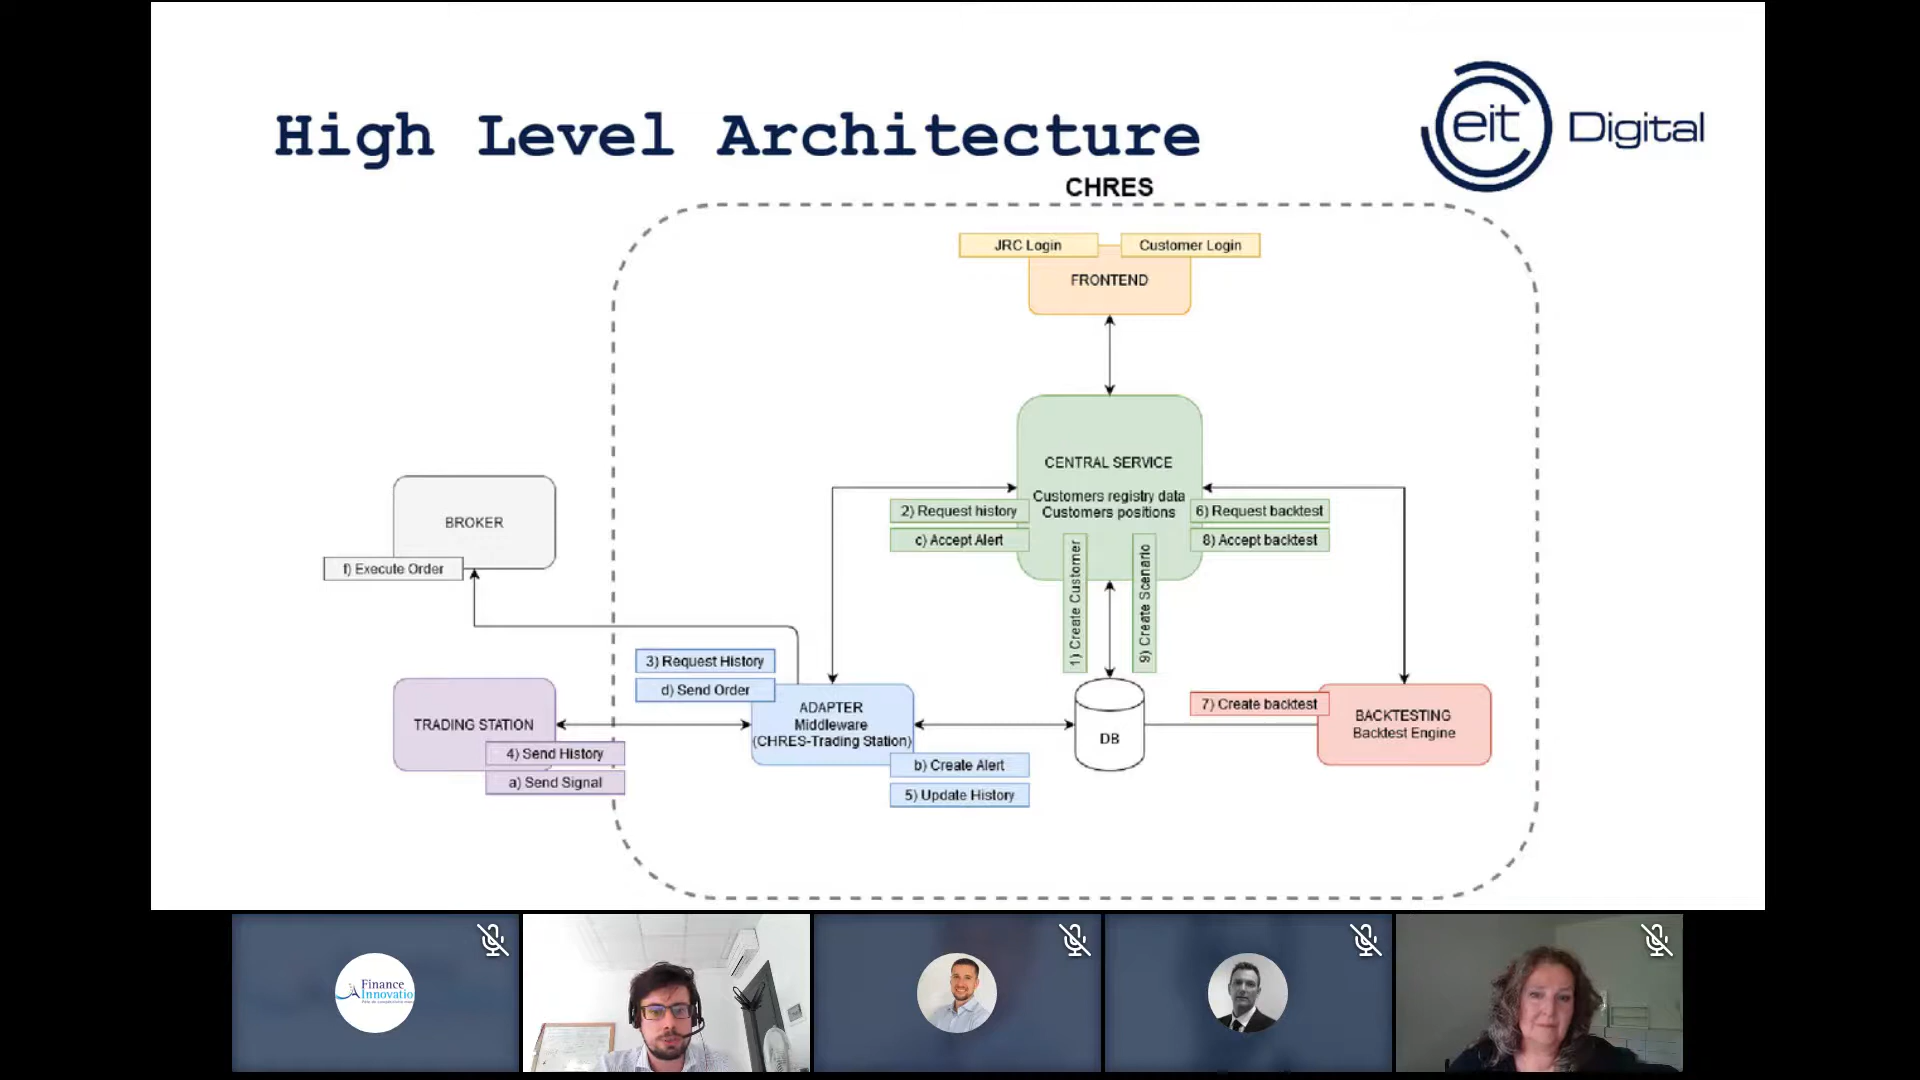 High Level Architecture
eit Digital
CHRES
JRC Login
Customer Login
FRONTEND
CENTRAL SERVICE
Customers registry data
Customers positions
2) Request history
c) Accept Alert
6) Request backtest
8) Accept backtest
1) Create Customer
9) Create Scenario
BROKER
f) Execute Order
3) Request History
d) Send Order
TRADING STATION
4) Send History
a) Send Signal
ADAPTER
Middleware
(CHRES-Trading Station)
b) Create Alert
5) Update History
DB
7) Create backtest
BACKTESTING
Backtest Engine
Finance
Innovatio